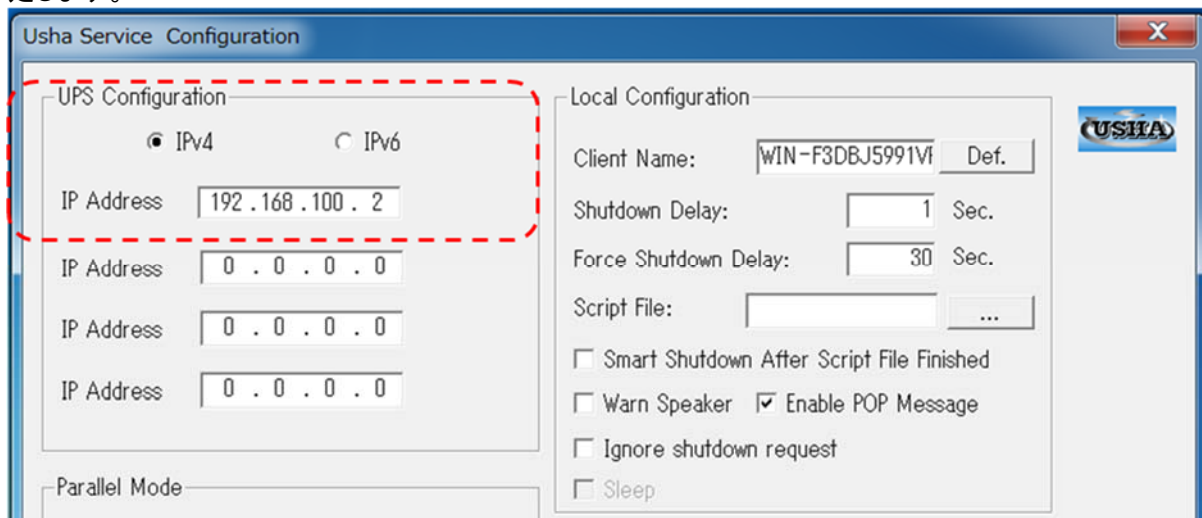 Usha Service Configuration
UPS Configuration
IPv4
IPv6
IP Address 192 . 168 . 100 . 2
IP Address 0 . 0 . 0 . 0
IP Address 0 . 0 . 0 . 0
IP Address 0 . 0 . 0 . 0
Parallel Mode
Local Configuration
Client Name: WIN-F3DBJ5991V Def.
Shutdown Delay: 1 Sec.
Force Shutdown Delay: 30 Sec.
Script File: ...
Smart Shutdown After Script File Finished
Warn Speaker Enable POP Message
Ignore shutdown request
Sleep
USHA